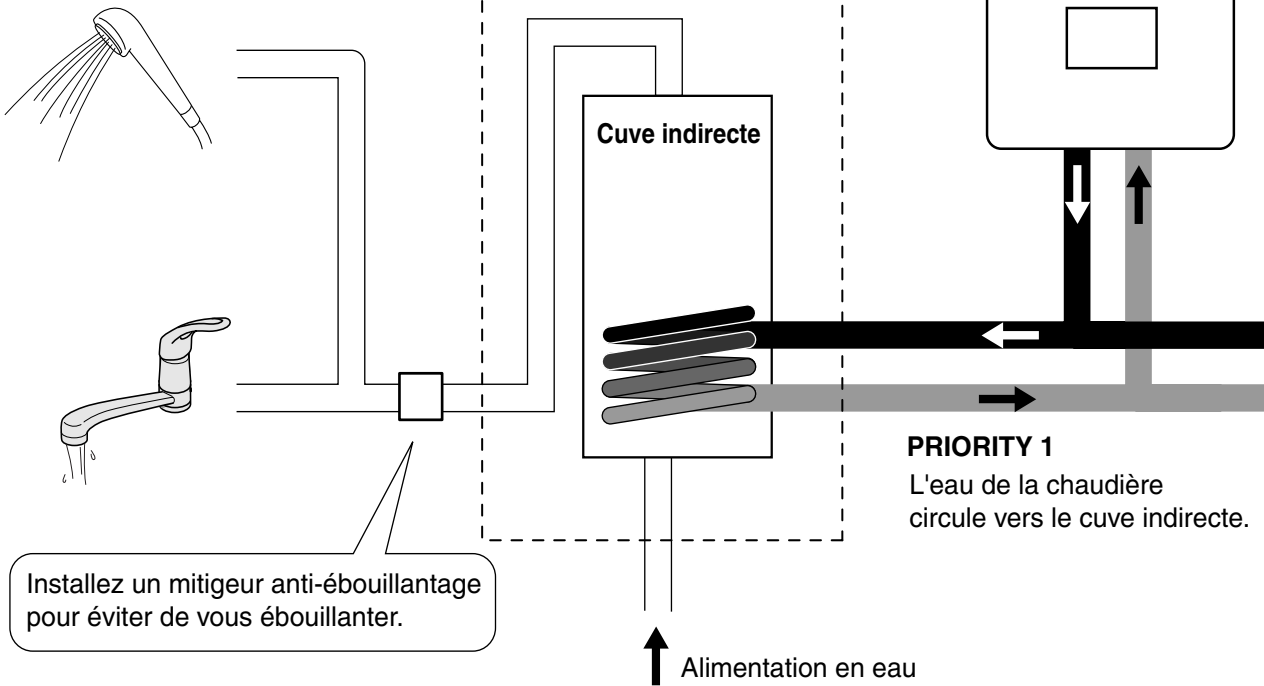 Cuve indirecte
PRIORITY 1
L'eau de la chaudière
circule vers le cuve indirecte.
Installez un mitigeur anti-ébouillantage
pour éviter de vous ébouillanter.
Alimentation en eau